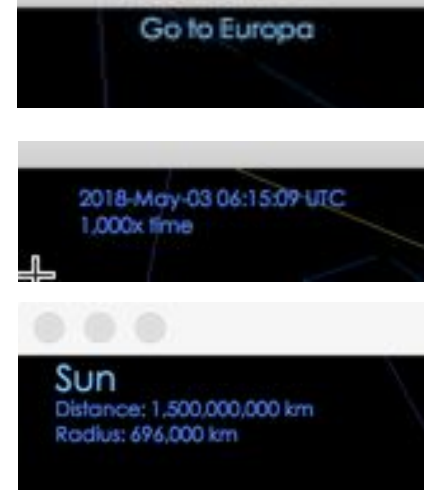 Go to Europa
2018-May-03 06:15:09 UTC
1,000x time
Sun
Distance: 1,500,000,000 km
Radius: 696,000 km